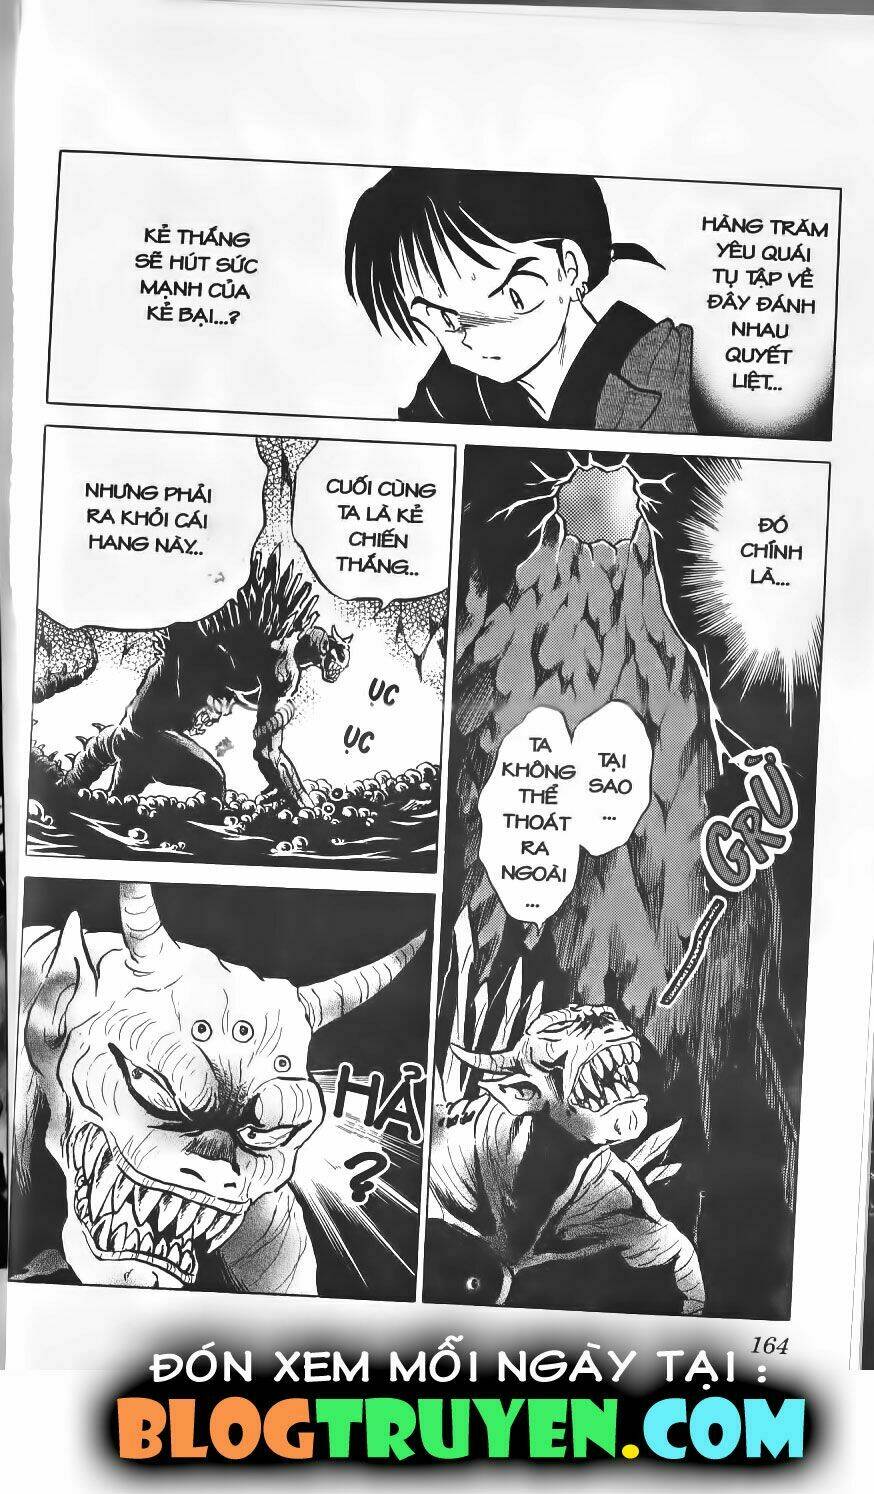 HÀNG TRĂM
YÊU QUÁI
TỤ TẬP VỀ
ĐÂY ĐÁNH
NHAU
QUYẾT
LIỆT...
KẺ THẮNG
SẼ HÚT SỨC
MẠNH CỦA
KẺ BẠI...?
ĐÓ
CHÍNH
LÀ...
TẠI
SAO
...
TA
KHÔNG
THỂ
THOÁT
RA
NGOÀI
...
GRỪ
CUỐI CÙNG
TA LÀ KẺ
CHIẾN
THẮNG...
NHƯNG PHẢI
RA KHỎI CÁI
HANG NÀY...
ỤC
ỤC
HẢ
?
164
ĐÓN XEM MỖI NGÀY TẠI :
BLOGTRUYEN.COM